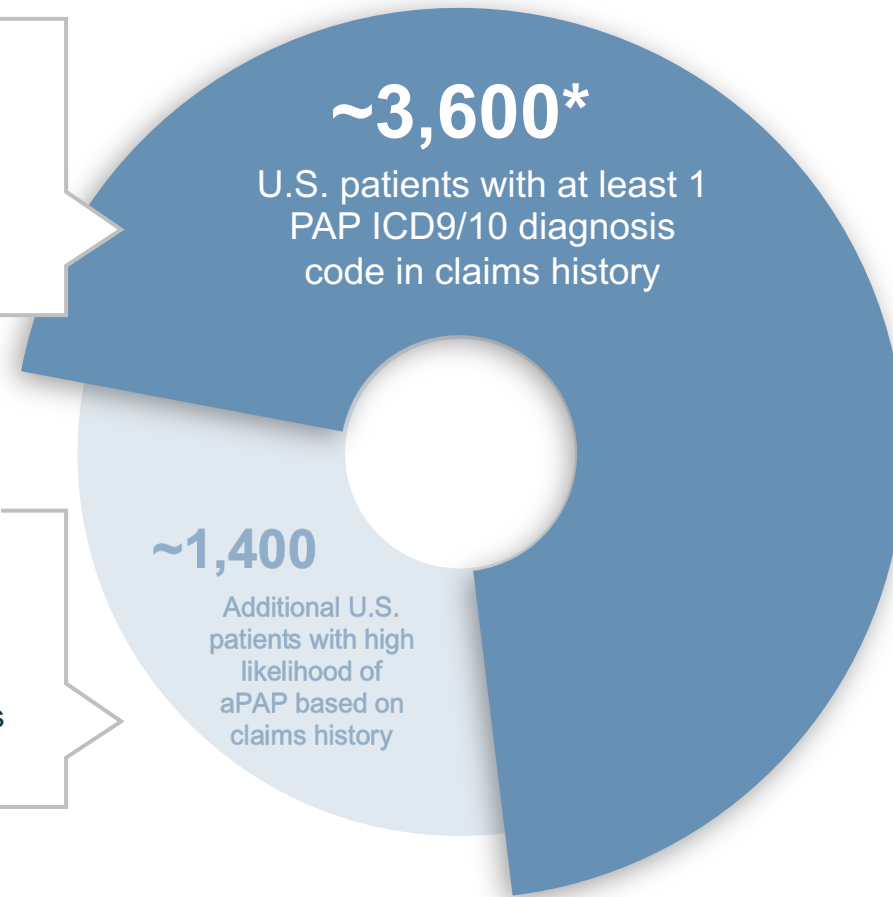 ~3,600*
U.S. patients with at least 1
PAP ICD9/10 diagnosis
code in claims history
~1,400
Additional U.S.
patients with high
likelihood of
aPAP based on
claims history
s